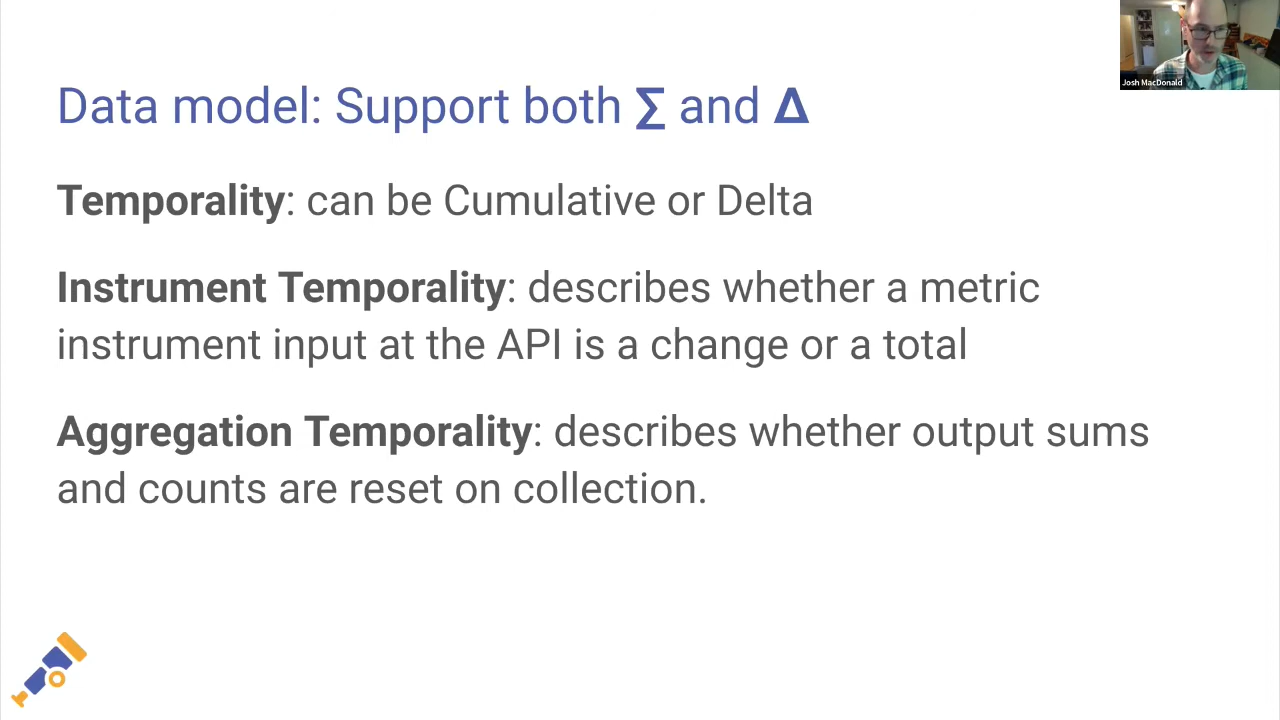 Data model: Support both ∑ and Δ
Temporality: can be Cumulative or Delta
Instrument Temporality: describes whether a metric
instrument input at the API is a change or a total
Aggregation Temporality: describes whether output sums
and counts are reset on collection.
Josh MacDonald